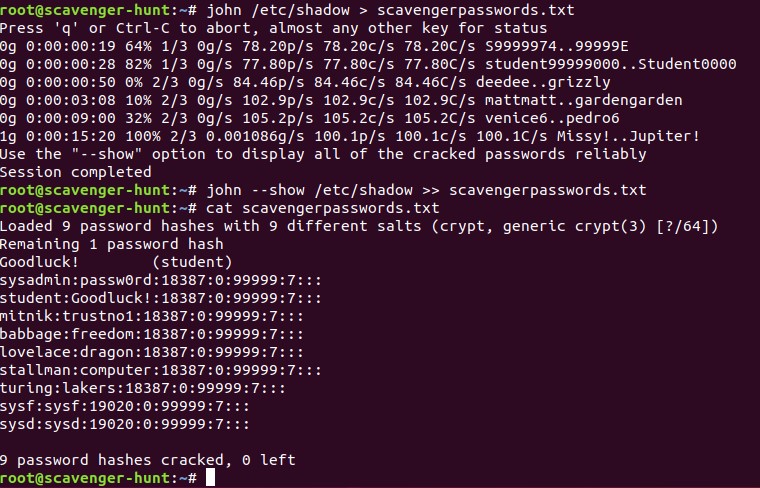 root@scavenger-hunt:~# john /etc/shadow > scavengerpasswords.txt
Press 'q' or Ctrl-C to abort, almost any other key for status
0g 0:00:00:19 64% 1/3 0g/s 78.20p/s 78.20c/s 78.20C/s S9999974..99999E
0g 0:00:00:28 82% 1/3 0g/s 77.80p/s 77.80c/s 77.80C/s student99999000..Student0000
0g 0:00:00:50 0% 2/3 0g/s 84.46p/s 84.46c/s 84.46C/s deedee..grizzly
0g 0:00:03:08 10% 2/3 0g/s 102.9p/s 102.9c/s 102.9C/s mattmatt..gardengarden
0g 0:00:09:00 32% 2/3 0g/s 105.2p/s 105.2c/s 105.2C/s venice6..pedro6
1g 0:00:15:20 100% 2/3 0.001086g/s 100.1p/s 100.1c/s 100.1C/s Missy!..Jupiter!
Use the "--show" option to display all of the cracked passwords reliably
Session completed
root@scavenger-hunt:~# john --show /etc/shadow >> scavengerpasswords.txt
root@scavenger-hunt:~# cat scavengerpasswords.txt
Loaded 9 password hashes with 9 different salts (crypt, generic crypt(3) [?/64])
Remaining 1 password hash
Goodluck!        (student)
sysadmin:passw0rd:18387:0:99999:7:::
student:Goodluck!:18387:0:99999:7:::
mitnik:trustno1:18387:0:99999:7:::
babbage:freedom:18387:0:99999:7:::
lovelace:dragon:18387:0:99999:7:::
stallman:computer:18387:0:99999:7:::
turing:lakers:18387:0:99999:7:::
sysf:sysf:19020:0:99999:7:::
sysd:sysd:19020:0:99999:7:::
9 password hashes cracked, 0 left
root@scavenger-hunt:~#